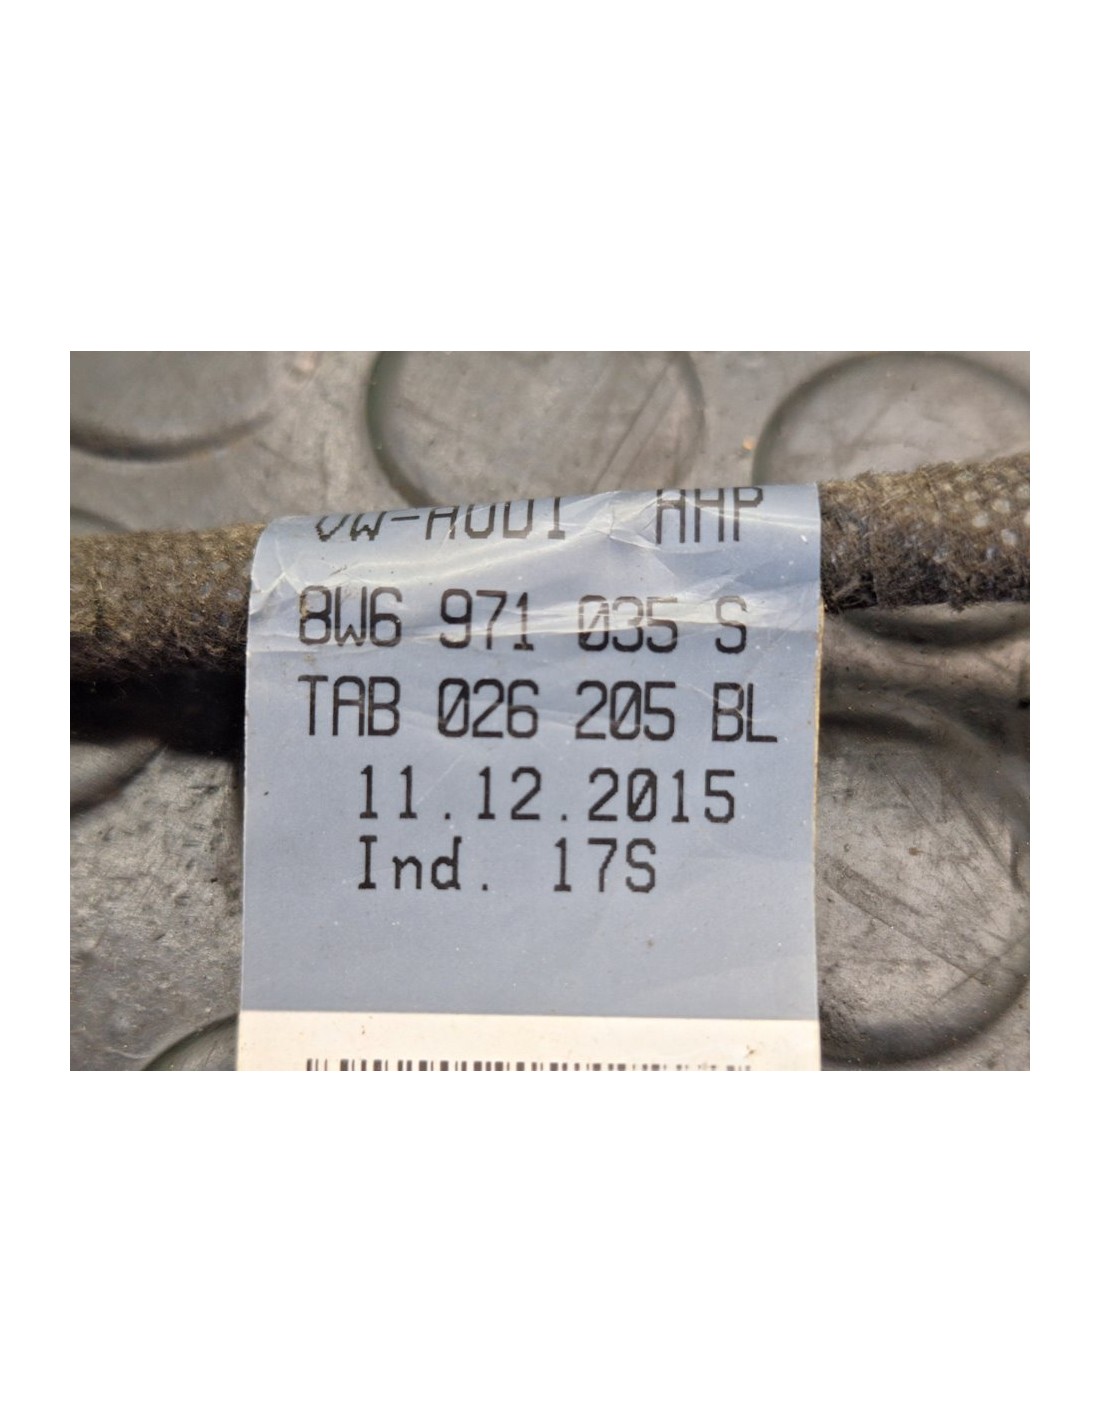 VW-AUDI AHP
8W6 971 035 S
TAB 026 205 BL
11.12.2015
Ind. 17S